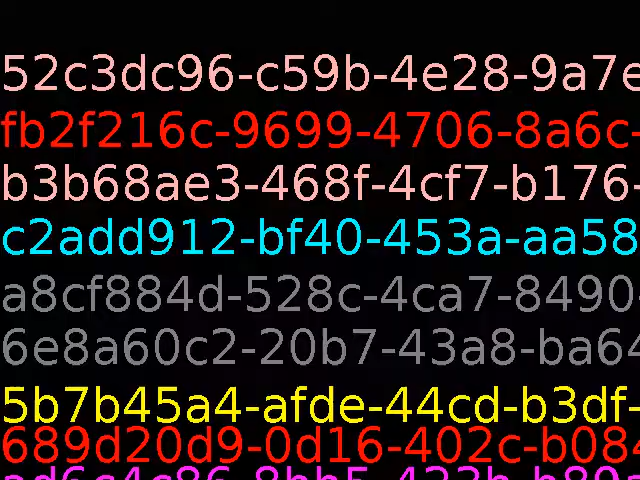 52c3dc96-c59b-4e28-9a7e
fb2f216c-9699-4706-8a6c-
b3b68ae3-468f-4cf7-b176-
c2add912-bf40-453a-aa58
a8cf884d-528c-4ca7-8490-
6e8a60c2-20b7-43a8-ba64
5b7b45a4-afde-44cd-b3df-
689d20d9-0d16-402c-b084